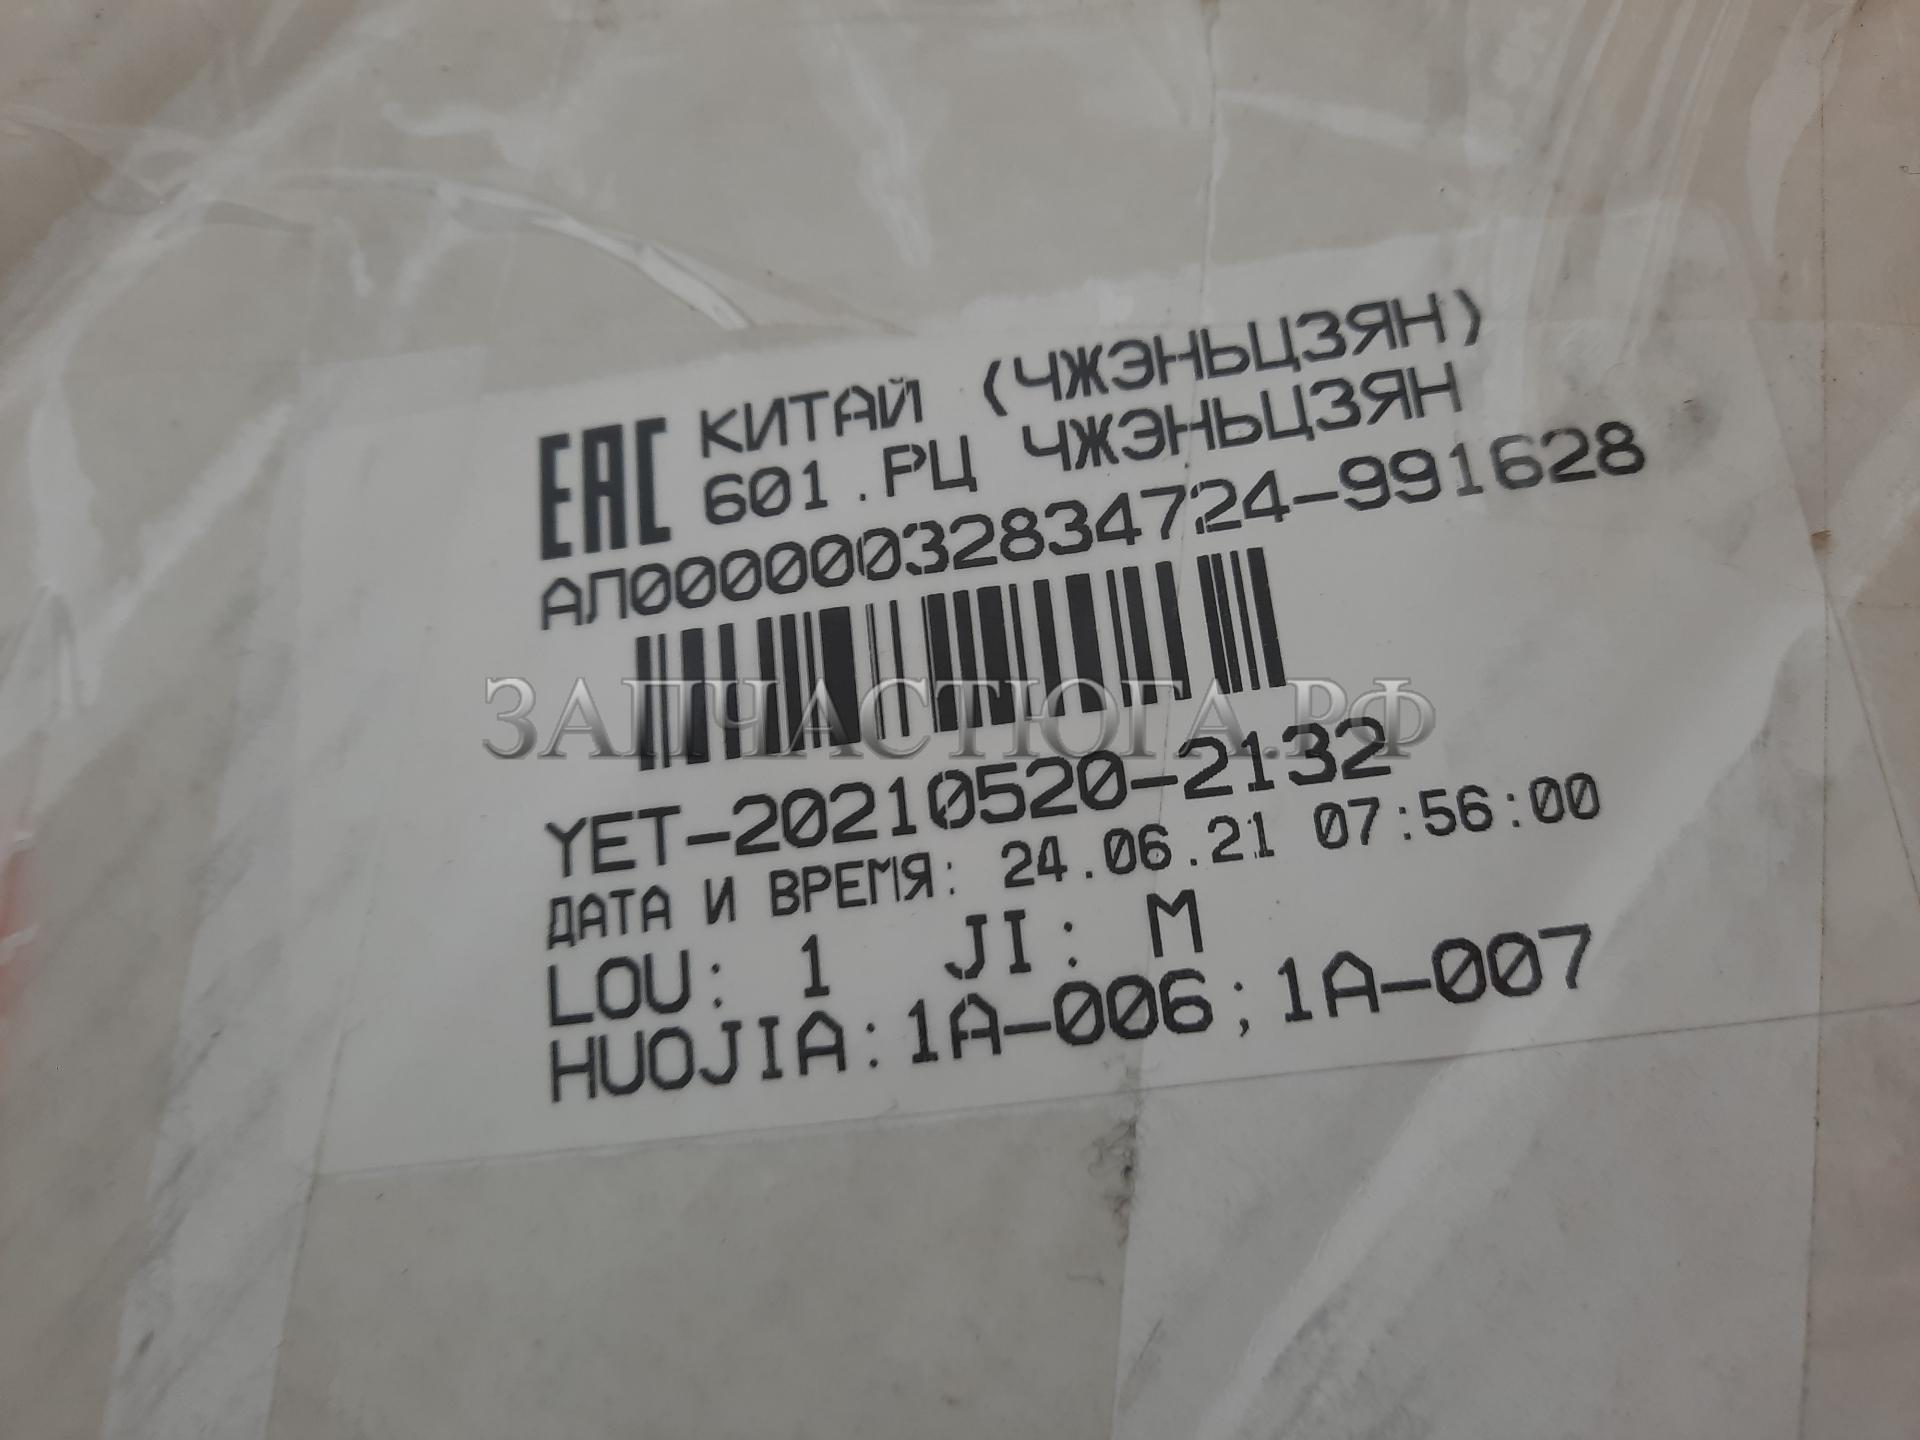 EAC КИТАЙ (ЧЖЭНЬЦЗЯН)
601.РЦ ЧЖЭНЬЦЗЯН
АЛ00000032834724-991628
ЗАПЧАСТЮГА.РФ
YET-20210520-2132
ДАТА И ВРЕМЯ: 24.06.21 07:56:00
LOU: 1 JI: M
HUOJIA:1A-006;1A-007